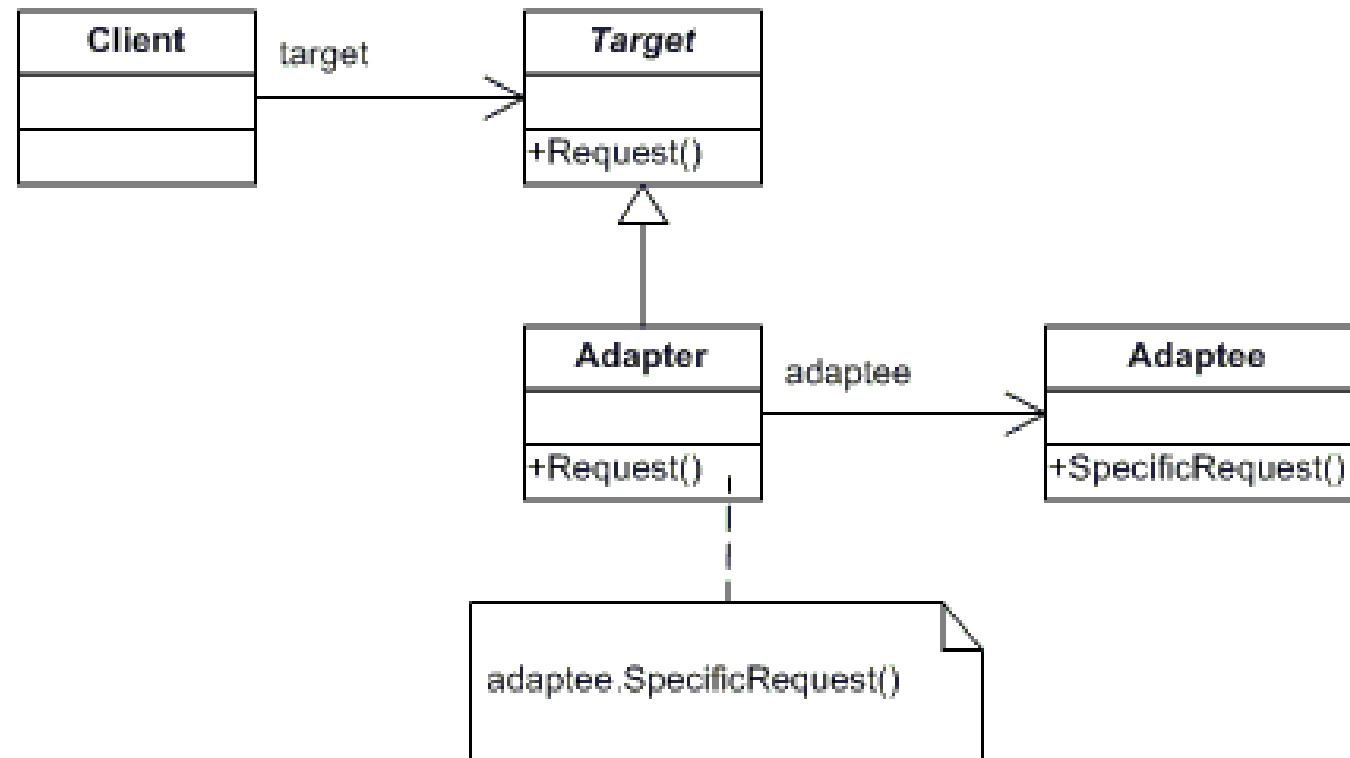 Client
target
Target
+Request()
Adapter
adaptee
Adaptee
+Request()
+SpecificRequest()
adaptee.SpecificRequest()